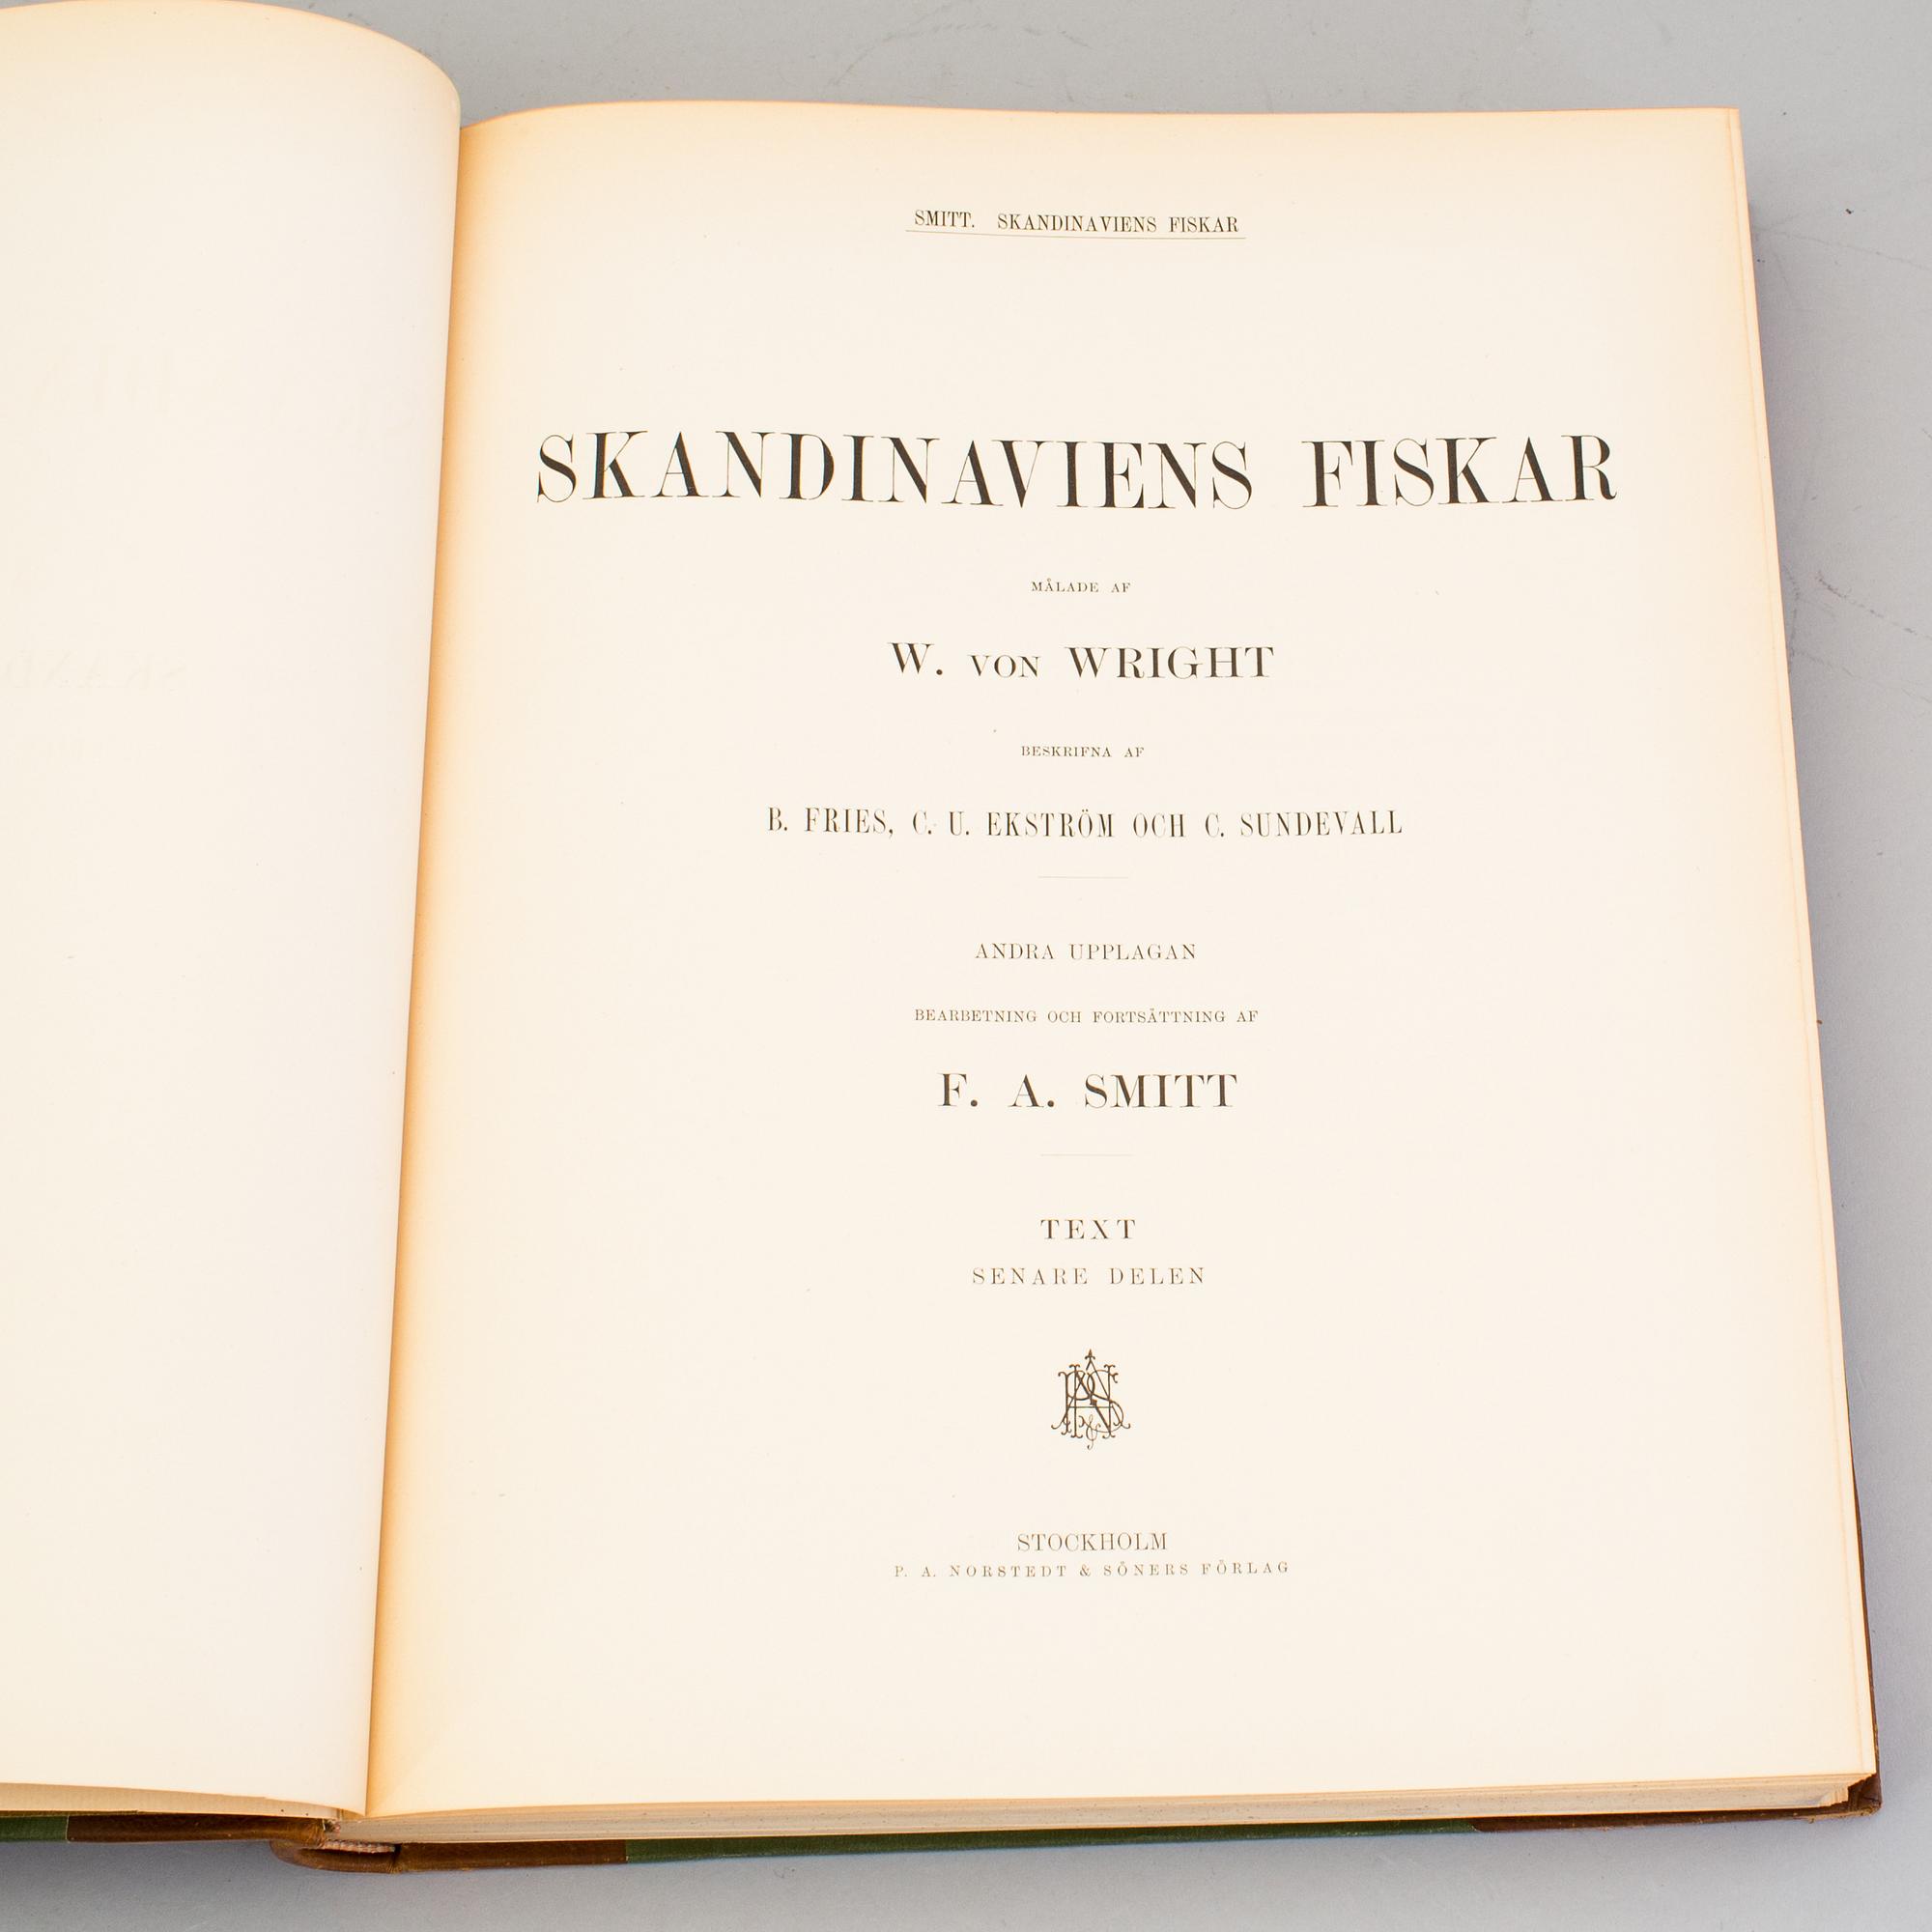 SMITT. SKANDINAVIENS FISKAR
SKANDINAVIENS FISKAR
MÅLADE AF
W. VON WRIGHT
BESKRIFNA AF
B. FRIES, C. U. EKSTRÖM OCH C. SUNDEVALL
ANDRA UPPLAGAN
BEARBETNING OCH FORTSÄTTNING AF
F. A. SMITT
TEXT
SENARE DELEN
STOCKHOLM
P. A. NORSTEDT & SÖNERS FÖRLAG